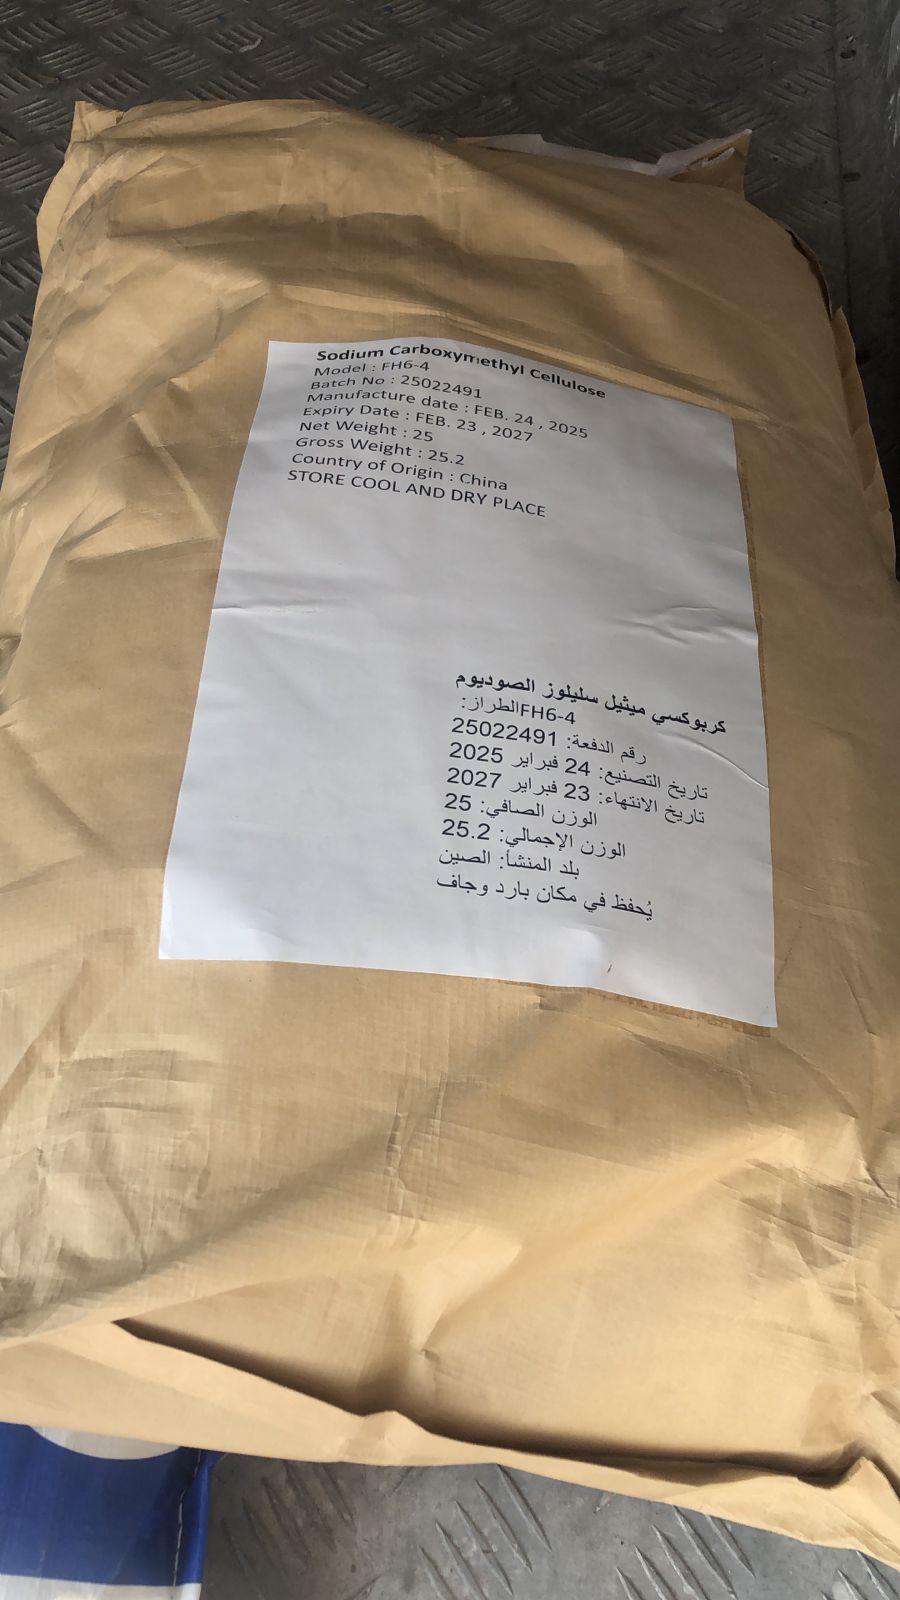 Sodium Carboxymethyl Cellulose
Model : FH6-4
Batch No : 25022491
Manufacture date : FEB. 24 , 2025
Expiry Date : FEB. 23 , 2027
Net Weight : 25
Gross Weight : 25.2
Country of Origin : China
STORE COOL AND DRY PLACE
كربوكسي ميثيل سليلوز الصوديوم
FH6-4الطراز:
رقم الدفعة: 25022491
تاريخ التصنيع: 24 فبراير 2025
تاريخ الانتهاء: 23 فبراير 2027
الوزن الصافي: 25
الوزن الإجمالي: 25.2
بلد المنشأ: الصين
يُحفظ في مكان بارد وجاف